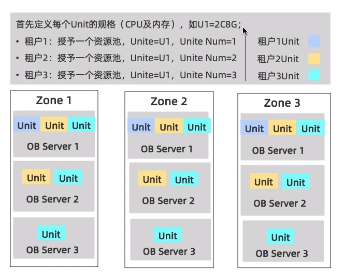 首先定义每个Unit的规格（CPU及内存），如U1=2C8G；
• 租户1：授予一个资源池，Unite=U1，Unite Num=1
租户1Unit
• 租户2：授予一个资源池，Unite=U1，Unite Num=2
租户2Unit
• 租户3：授予一个资源池，Unite=U1，Unite Num=3
租户3Unit
Zone 1
Unit Unit Unit
OB Server 1
Unit Unit
OB Server 2
Unit
OB Server 3
Zone 2
Unit Unit Unit
OB Server 1
Unit Unit
OB Server 2
Unit
OB Server 3
Zone 3
Unit Unit Unit
OB Server 1
Unit Unit
OB Server 2
Unit
OB Server 3